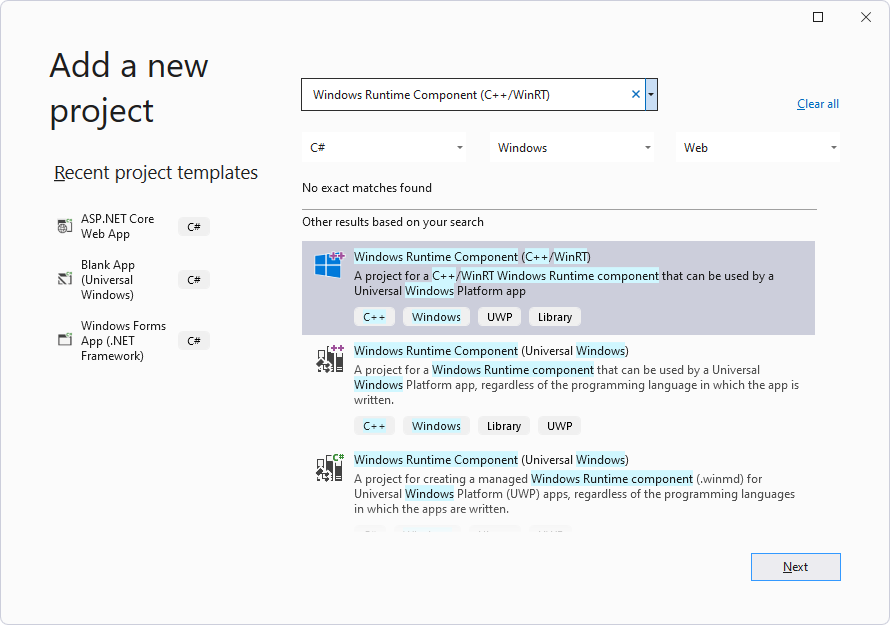 Add a new
project
Windows Runtime Component (C++/WinRT)
Clear all
C#
Windows
Web
No exact matches found
Recent project templates
ASP.NET Core
Web App
C#
Blank App
(Universal
Windows)
C#
Windows Forms
App (.NET
Framework)
C#
Other results based on your search
Windows Runtime Component (C++/WinRT)
A project for a C++/WinRT Windows Runtime component that can be used by a
Universal Windows Platform app
C++ Windows UWP Library
Windows Runtime Component (Universal Windows)
A project for a Windows Runtime component that can be used by a Universal
Windows Platform app, regardless of the programming language in which the app is
written.
C++ Windows Library UWP
C#
Windows Runtime Component (Universal Windows)
A project for creating a managed Windows Runtime component (.winmd) for
Universal Windows Platform (UWP) apps, regardless of the programming languages
in which the apps are written.
Next